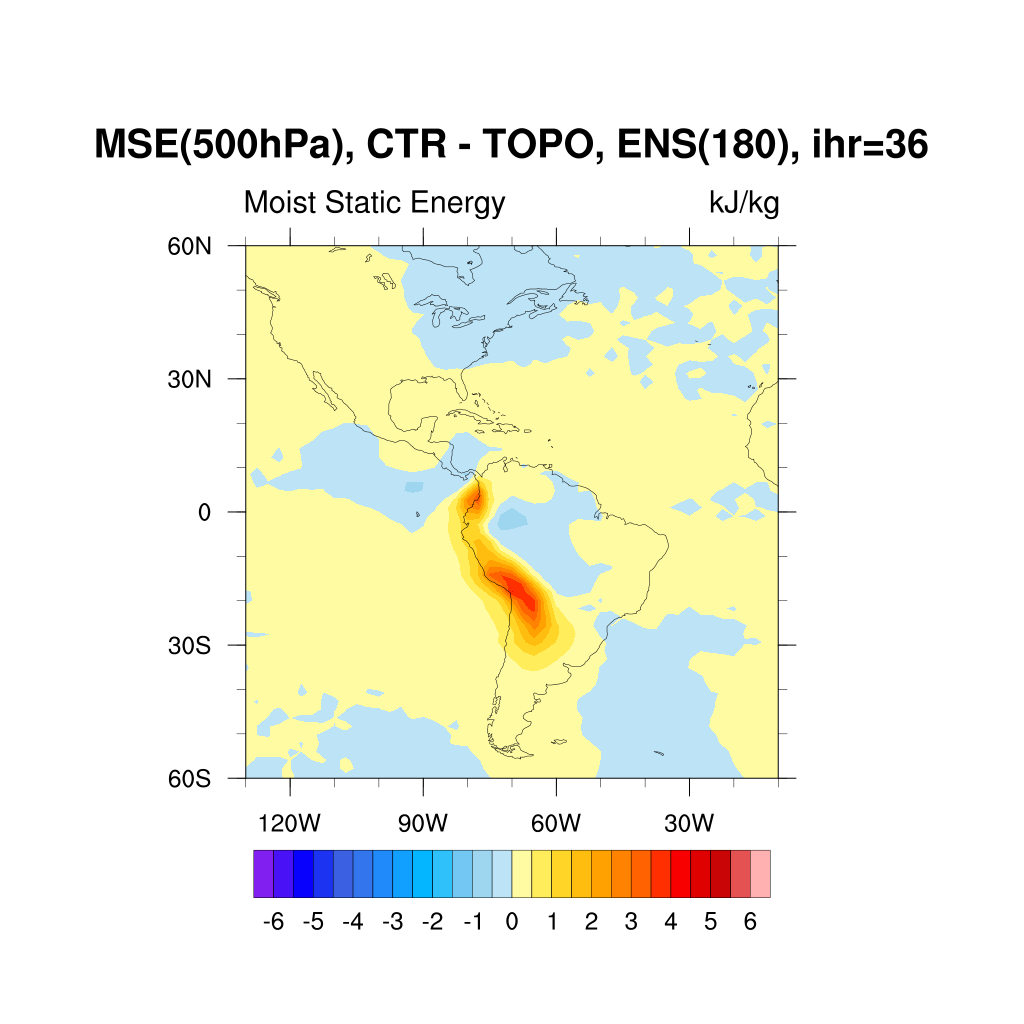 MSE(500hPa), CTR - TOPO, ENS(180), ihr=36
Moist Static Energy kJ/kg
60N
30N
0
30S
60S
120W 90W 60W 30W
-6 -5 -4 -3 -2 -1 0 1 2 3 4 5 6